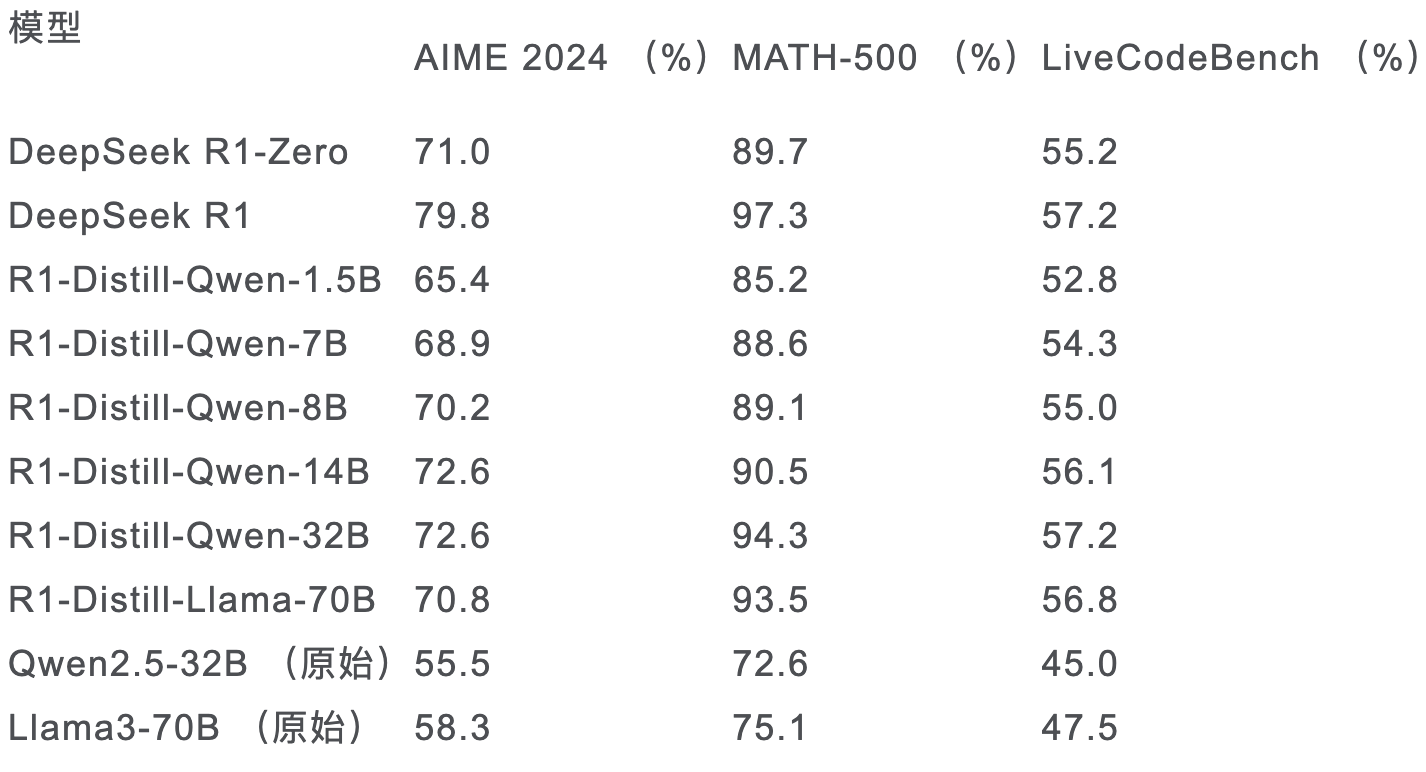 模型
AIME 2024 （%） MATH-500 （%） LiveCodeBench （%）
DeepSeek R1-Zero 71.0 89.7 55.2
DeepSeek R1 79.8 97.3 57.2
R1-Distill-Qwen-1.5B 65.4 85.2 52.8
R1-Distill-Qwen-7B 68.9 88.6 54.3
R1-Distill-Qwen-8B 70.2 89.1 55.0
R1-Distill-Qwen-14B 72.6 90.5 56.1
R1-Distill-Qwen-32B 72.6 94.3 57.2
R1-Distill-Llama-70B 70.8 93.5 56.8
Qwen2.5-32B （原始） 55.5 72.6 45.0
Llama3-70B （原始） 58.3 75.1 47.5